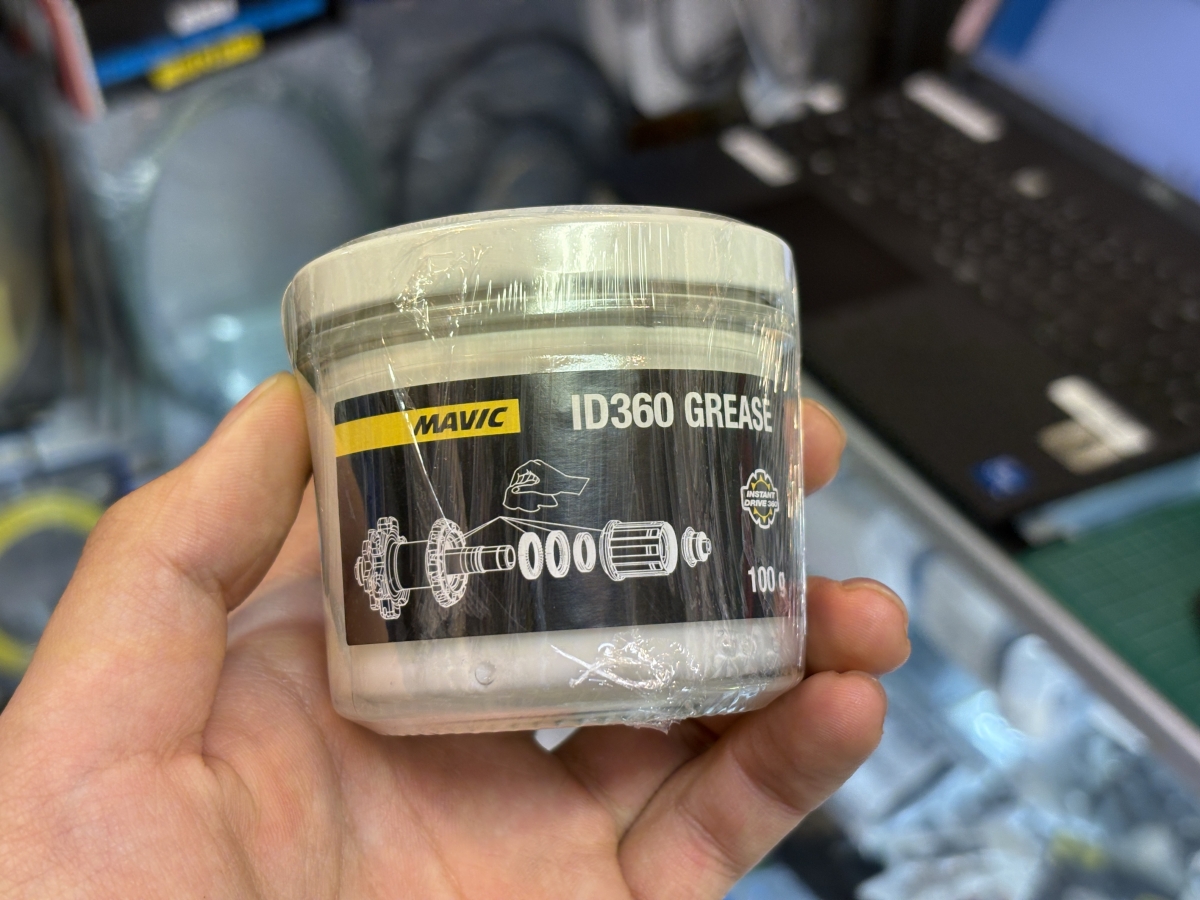 MAVIC
ID360 GREASE
INSTANT
DRIVE 360
100 g